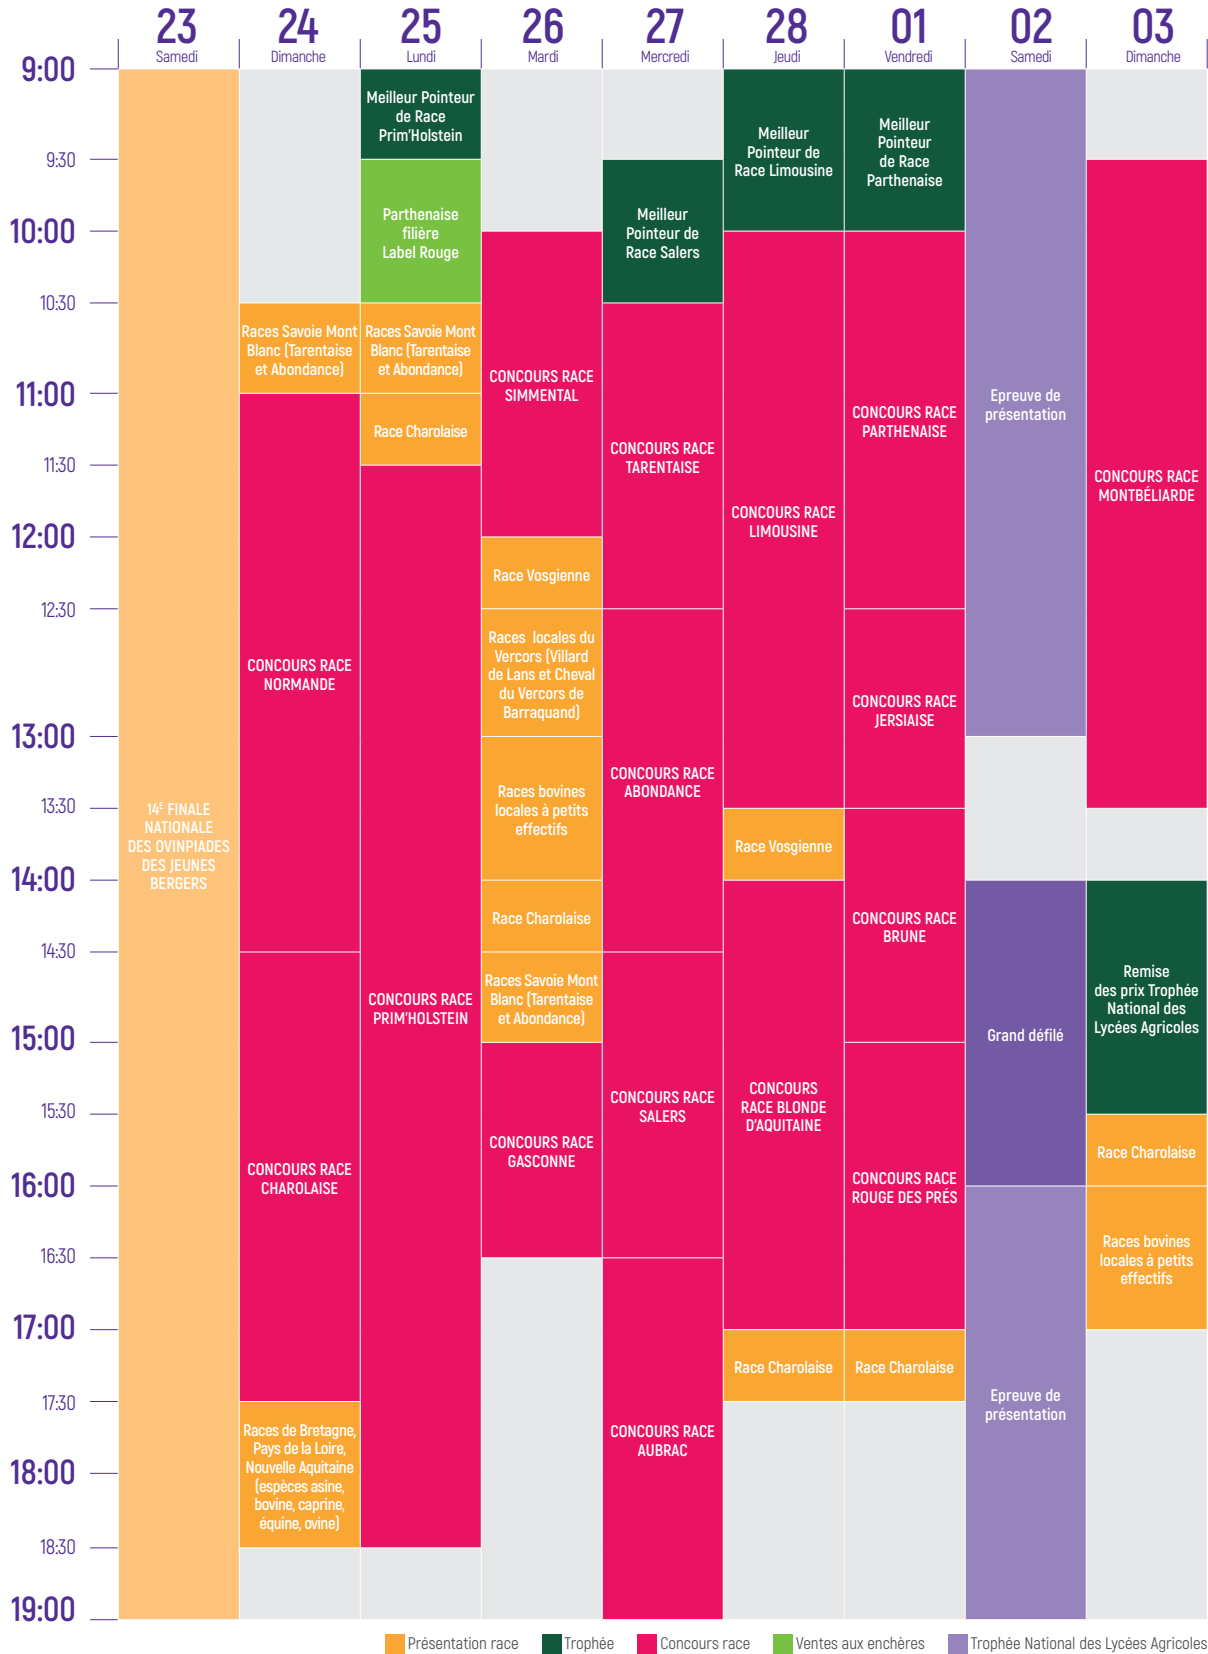 23
Samedi
24
Dimanche
25
Lundi
26
Mardi
27
Mercredi
28
Jeudi
01
Vendredi
02
Samedi
03
Dimanche
9:00
9:30
10:00
10:30
11:00
11:30
12:00
12:30
13:00
13:30
14:00
14:30
15:00
15:30
16:00
16:30
17:00
17:30
18:00
18:30
19:00
14E FINALE
NATIONALE
DES OVINPIADES
DES JEUNES
BERGERS
Races Savoie Mont
Blanc (Tarentaise
et Abondance)
CONCOURS RACE
NORMANDE
CONCOURS RACE
CHAROLAISE
Races de Bretagne,
Pays de la Loire,
Nouvelle Aquitaine
(espèces asine,
bovine, caprine,
équine, ovine)
Meilleur Pointeur
de Race
Prim'Holstein
Parthenaise
filière
Label Rouge
Races Savoie Mont
Blanc (Tarentaise
et Abondance)
Race Charolaise
CONCOURS RACE
PRIM'HOLSTEIN
CONCOURS RACE
SIMMENTAL
Race Vosgienne
Races locales du
Vercors (Villard
de Lans et Cheval
du Vercors de
Barraquand)
Races bovines
locales à petits
effectifs
Race Charolaise
Races Savoie Mont
Blanc (Tarentaise
et Abondance)
CONCOURS RACE
GASCONNE
Meilleur
Pointeur de
Race Salers
CONCOURS RACE
TARENTAISE
CONCOURS RACE
ABONDANCE
CONCOURS RACE
SALERS
CONCOURS RACE
AUBRAC
Meilleur
Pointeur de
Race Limousine
CONCOURS RACE
LIMOUSINE
Race Vosgienne
CONCOURS
RACE BLONDE
D'AQUITAINE
Race Charolaise
Meilleur
Pointeur
de Race
Parthenaise
CONCOURS RACE
PARTHENAISE
CONCOURS RACE
JERSIAISE
CONCOURS RACE
BRUNE
CONCOURS RACE
ROUGE DES PRÉS
Race Charolaise
Epreuve de
présentation
Grand défilé
Epreuve de
présentation
CONCOURS RACE
MONTBÉLIARDE
Remise
des prix Trophée
National des
Lycées Agricoles
Race Charolaise
Races bovines
locales à petits
effectifs
Présentation race
Trophée
Concours race
Ventes aux enchères
Trophée National des Lycées Agricoles